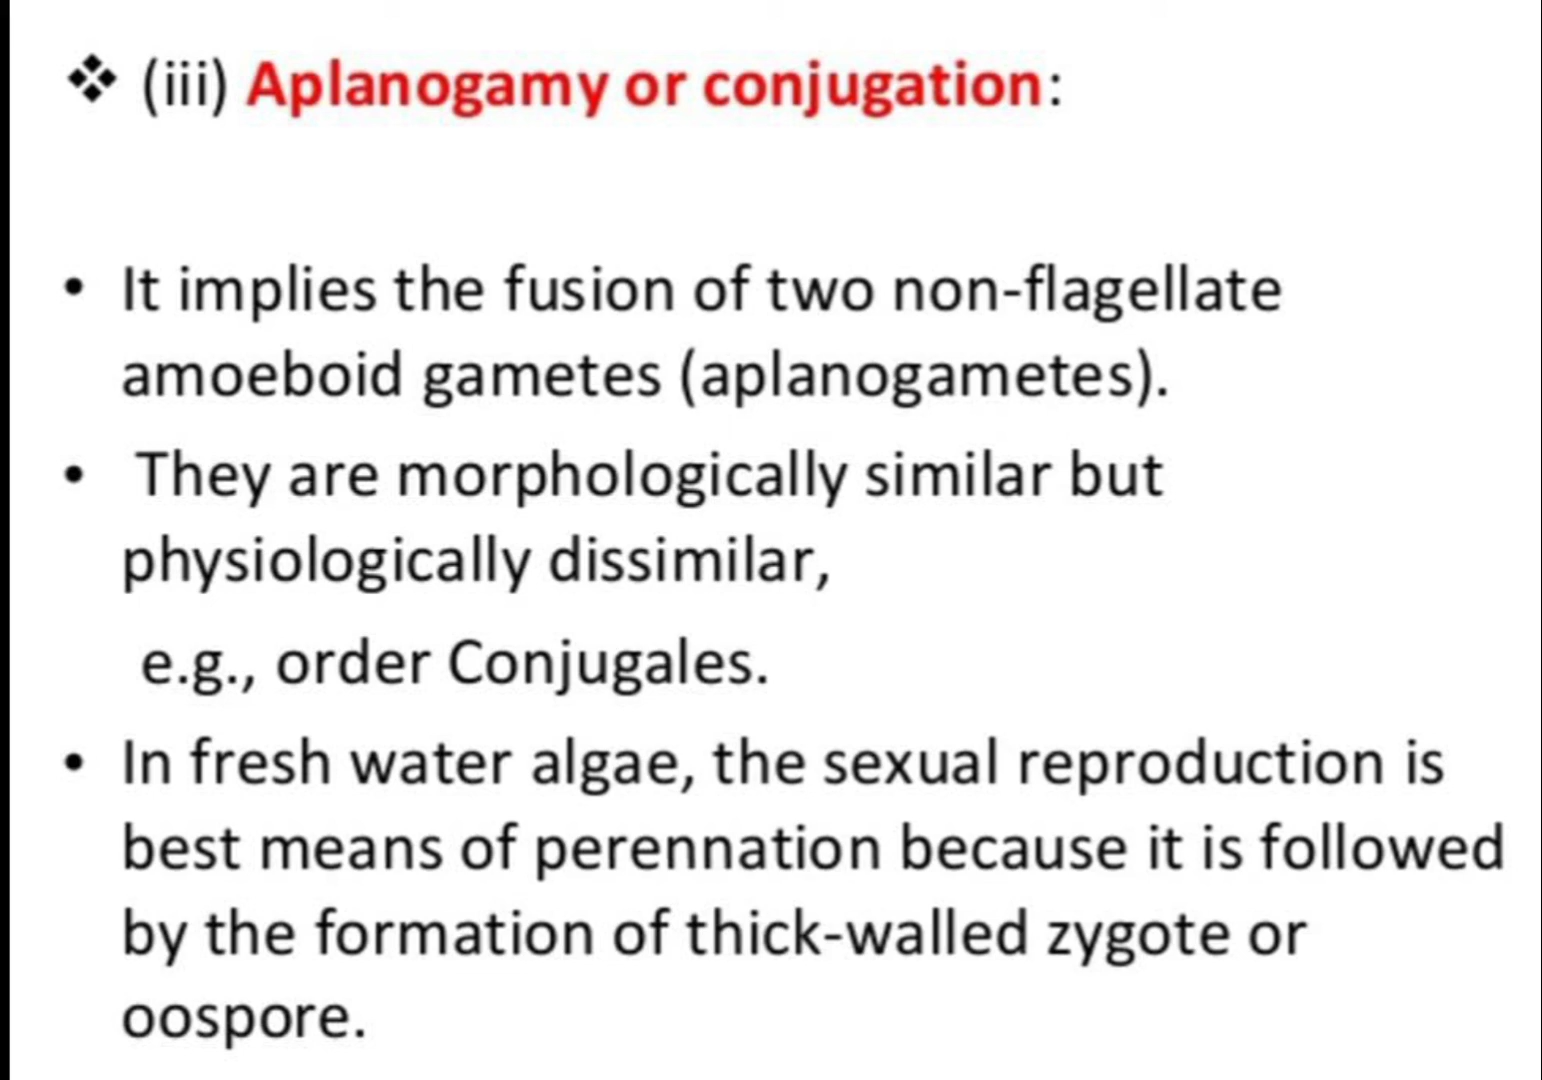 ❖ (iii) Aplanogamy or conjugation:
• It implies the fusion of two non-flagellate
amoeboid gametes (aplanogametes).
• They are morphologically similar but
physiologically dissimilar,
e.g., order Conjugales.
• In fresh water algae, the sexual reproduction is
best means of perennation because it is followed
by the formation of thick-walled zygote or
oospore.